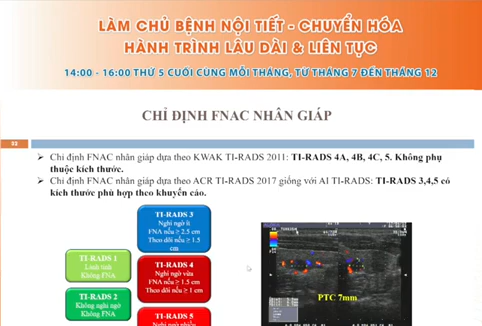 LÀM CHỦ BỆNH NỘI TIẾT - CHUYỂN HÓA
HÀNH TRÌNH LÂU DÀI & LIÊN TỤC
14:00 - 16:00 THỨ 5 CUỐI CÙNG MỖI THÁNG, TỪ THÁNG 7 ĐẾN THÁNG 12
CHỈ ĐỊNH FNAC NHÂN GIÁP
➢ Chỉ định FNAC nhân giáp dựa theo KWAK TI-RADS 2011: TI-RADS 4A, 4B, 4C, 5. Không phụ
thuộc kích thước.
➢ Chỉ định FNAC nhân giáp dựa theo ACR TI-RADS 2017 giống với AI TI-RADS: TI-RADS 3,4,5 có
kích thước phù hợp theo khuyến cáo.
TI-RADS 1
Lành tính
Không FNA
TI-RADS 2
Không nghi ngờ
Không FNA
TI-RADS 3
Nghi ngờ ít
FNA nếu ≥ 2.5 cm
Theo dõi nếu ≥ 1.5
cm
TI-RADS 4
Nghi ngờ vừa
FNA nếu ≥ 1.5 cm
Theo dõi nếu ≥ 1 cm
TI-RADS 5
Nghi ngờ nhiều
PTC 7mm